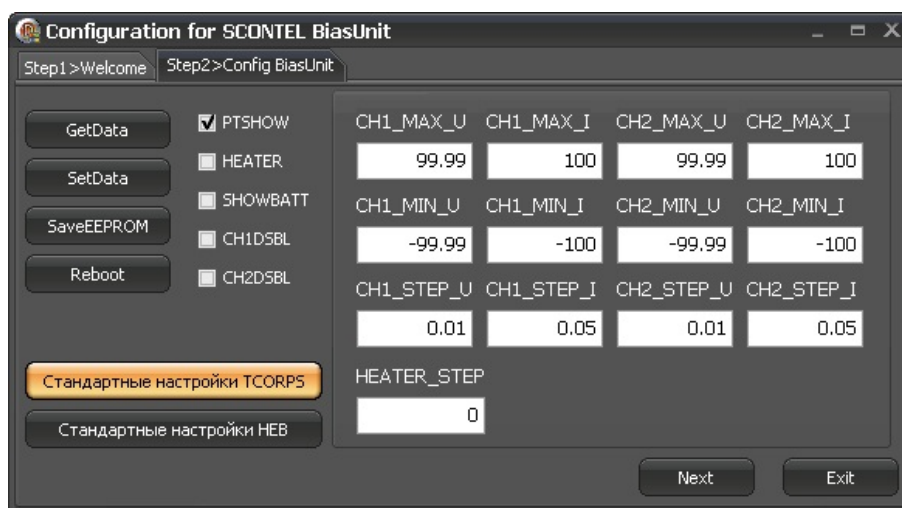 Configuration for SCONTEL BiasUnit
Step1>Welcome Step2>Config BiasUnit
GetData
SetData
SaveEEPROM
Reboot
PTSHOW
HEATER
SHOWBATT
CH1DSBL
CH2DSBL
Стандартные настройки TCORPS
Стандартные настройки HEB
CH1_MAX_U CH1_MAX_I CH2_MAX_U CH2_MAX_I
99.99 100 99.99 100
CH1_MIN_U CH1_MIN_I CH2_MIN_U CH2_MIN_I
-99.99 -100 -99.99 -100
CH1_STEP_U CH1_STEP_I CH2_STEP_U CH2_STEP_I
0.01 0.05 0.01 0.05
HEATER_STEP
0
Next Exit